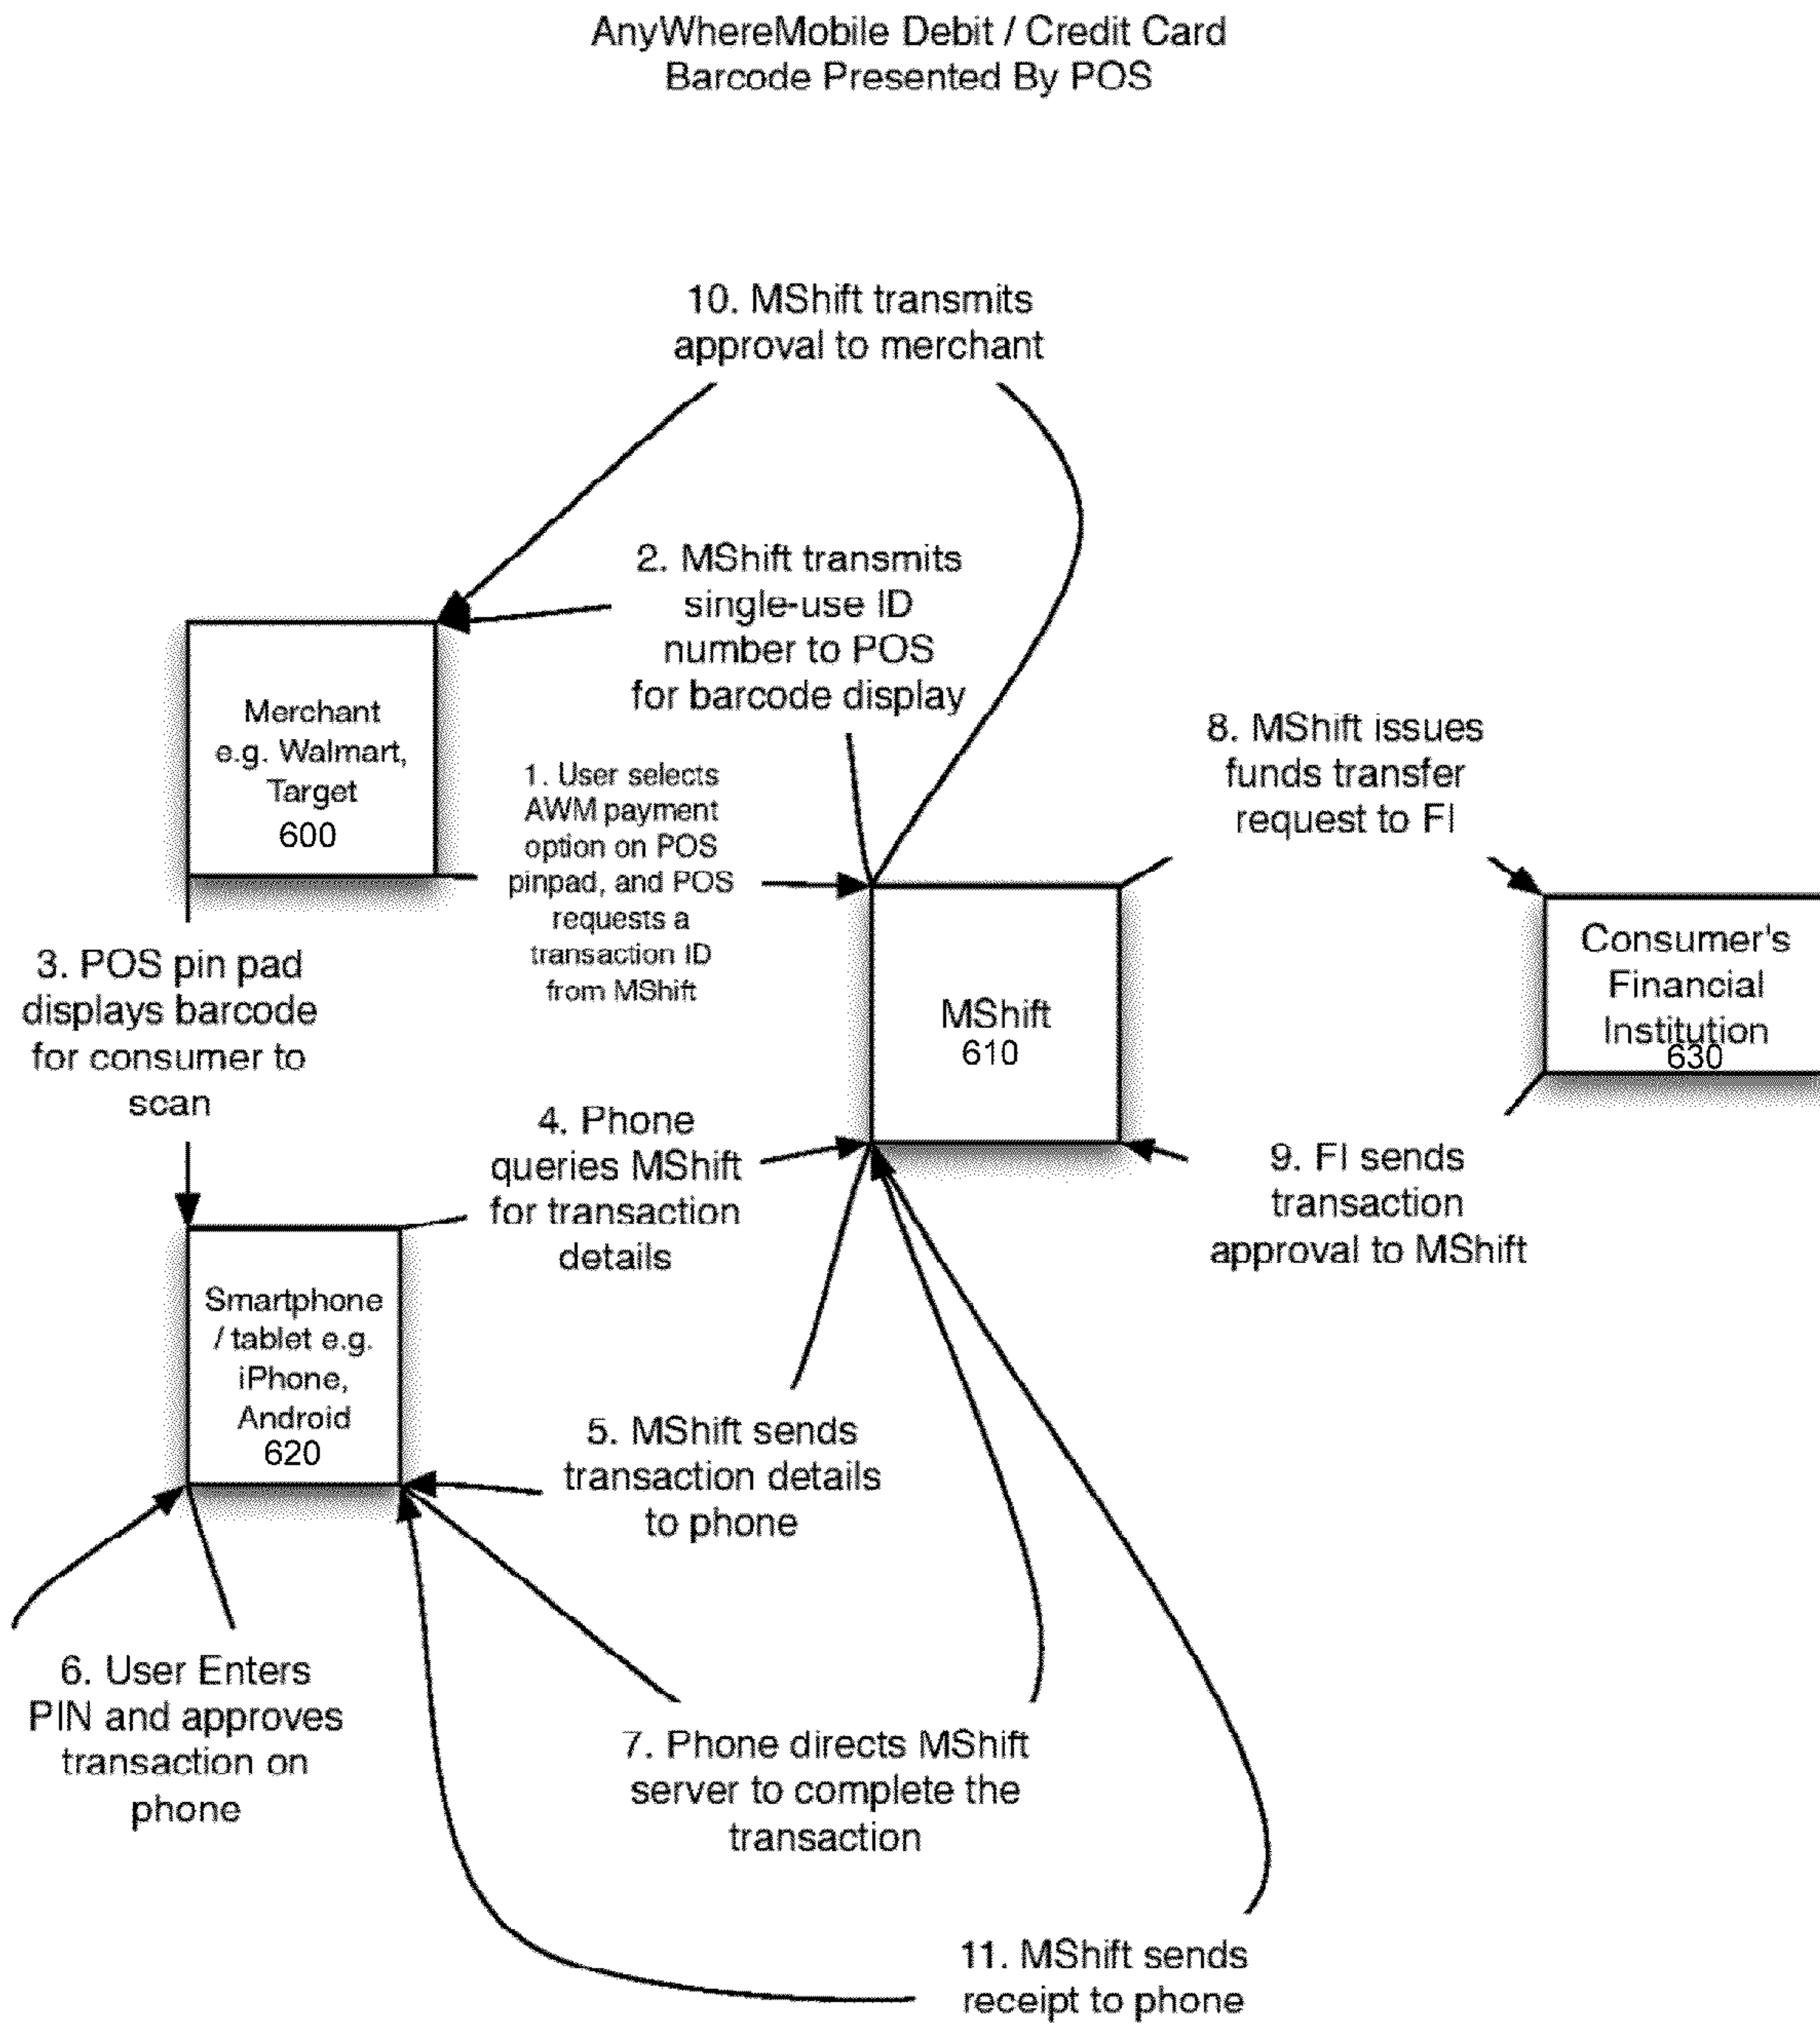 AnyWhereMobile Debit / Credit Card
Barcode Presented By POS
10. MShift transmits
approval to merchant
2. MShift transmits
single-use ID
number to POS
for barcode display
Merchant
e.g. Walmart,
Target
600
1. User selects
AWM payment
option on POS
pinpad, and POS
requests a
transaction ID
from MShift
8. MShift issues
funds transfer
request to FI
Consumer's
Financial
Institution
630
MShift
610
3. POS pin pad
displays barcode
for consumer to
scan
4. Phone
queries MShift
for transaction
details
9. FI sends
transaction
approval to MShift
Smartphone
/ tablet e.g.
iPhone,
Android
620
5. MShift sends
transaction details
to phone
6. User Enters
PIN and approves
transaction on
phone
7. Phone directs MShift
server to complete the
transaction
11. MShift sends
receipt to phone